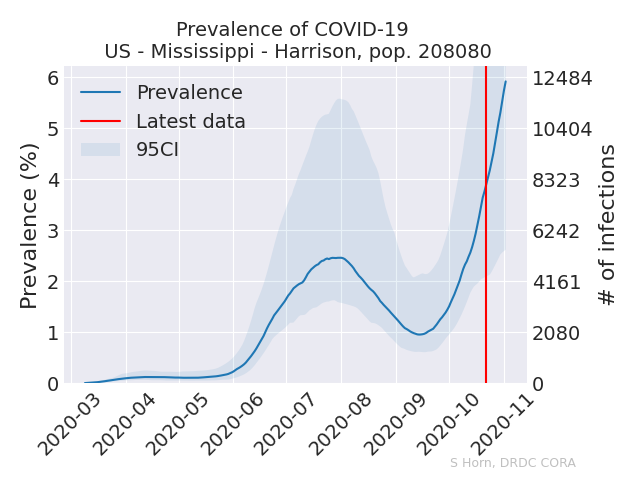 Prevalence of COVID-19
US - Mississippi - Harrison, pop. 208080
Prevalence
Latest data
95CI
Prevalence (%)
6
5
4
3
2
1
0
12484
10404
8323
6242
4161
2080
0
# of infections
2020-03
2020-04
2020-05
2020-06
2020-07
2020-08
2020-09
2020-10
2020-11
S Horn, DRDC CORA